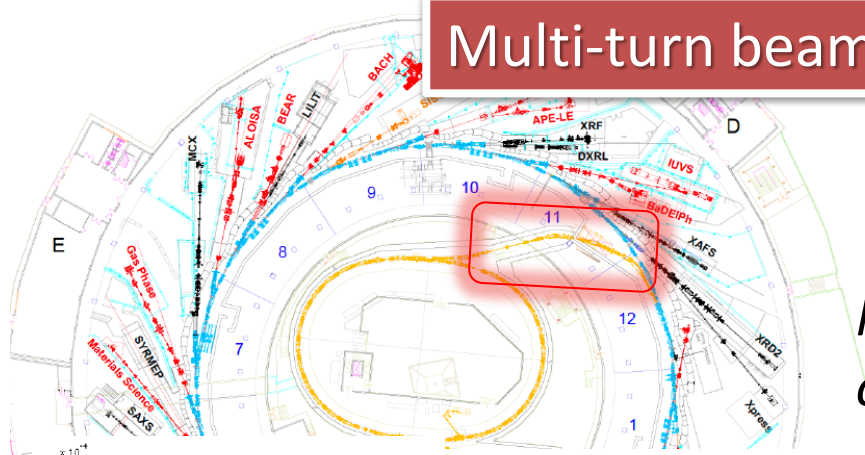 Multi-turn beam
D
E
BACH
SIS
APE-LE
XRF
DXRL
IUVS
BaDElPh
XAFS
XRD2
Xpress
LILIT
BEAR
ALOISA
MCX
Gas Phase
SYRMEP
Materials Science
SAXS
7
8
9
10
11
12
1